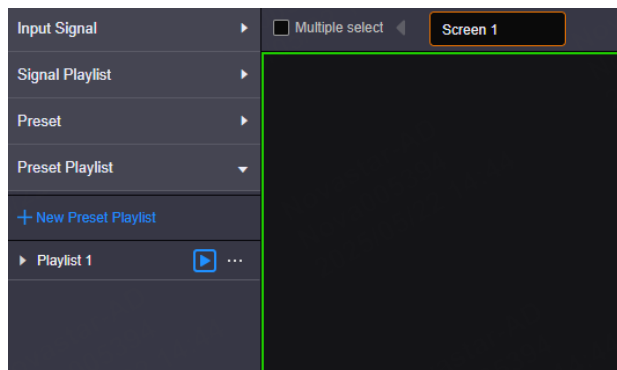 Input Signal
Multiple select
Screen 1
Signal Playlist
Preset
Preset Playlist
+ New Preset Playlist
Playlist 1